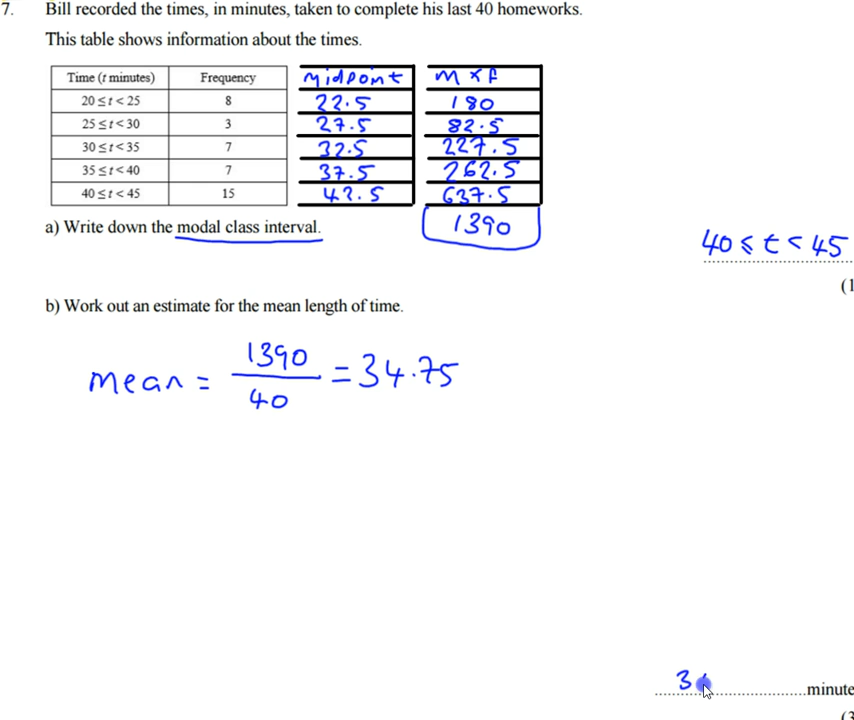 7. Bill recorded the times, in minutes, taken to complete his last 40 homeworks.
This table shows information about the times.
Time (t minutes) Frequency midpoint m x f
20 ≤ t < 25 8 22.5 180
25 ≤ t < 30 3 27.5 82.5
30 ≤ t < 35 7 32.5 227.5
35 ≤ t < 40 7 37.5 262.5
40 ≤ t < 45 15 42.5 637.5
a) Write down the modal class interval. 1390
40 ≤ t < 45
(1
b) Work out an estimate for the mean length of time.
mean = 1390/40 = 34.75
3 minute